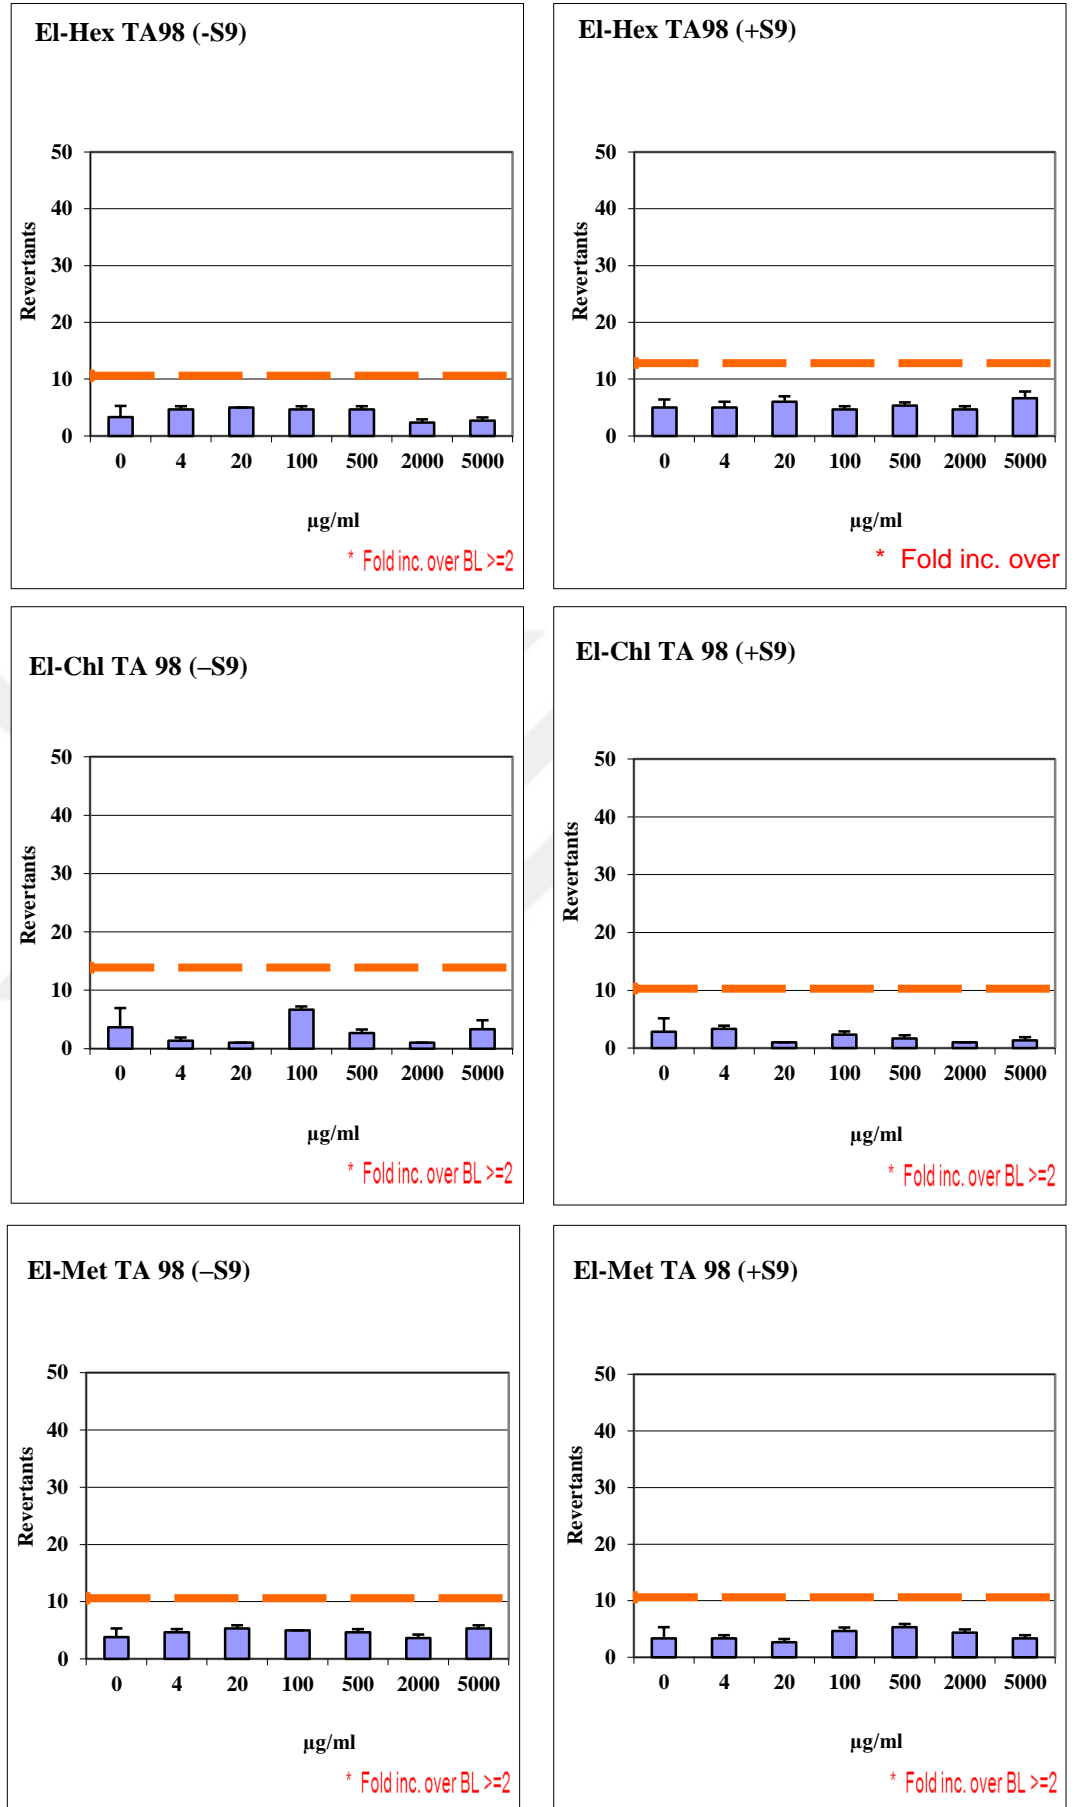 El-Hex TA98 (-S9)
50
40
30
20
10
0
Revertants
0 4 20 100 500 2000 5000
µg/ml
* Fold inc. over BL >=2
El-Hex TA98 (+S9)
50
40
30
20
10
0
Revertants
0 4 20 100 500 2000 5000
µg/ml
* Fold inc. over
El-Chl TA 98 (–S9)
50
40
30
20
10
0
Revertants
0 4 20 100 500 2000 5000
µg/ml
* Fold inc. over BL >=2
El-Chl TA 98 (+S9)
50
40
30
20
10
0
Revertants
0 4 20 100 500 2000 5000
µg/ml
* Fold inc. over BL >=2
El-Met TA 98 (–S9)
50
40
30
20
10
0
Revertants
0 4 20 100 500 2000 5000
µg/ml
* Fold inc. over BL >=2
El-Met TA 98 (+S9)
50
40
30
20
10
0
Revertants
0 4 20 100 500 2000 5000
µg/ml
* Fold inc. over BL >=2